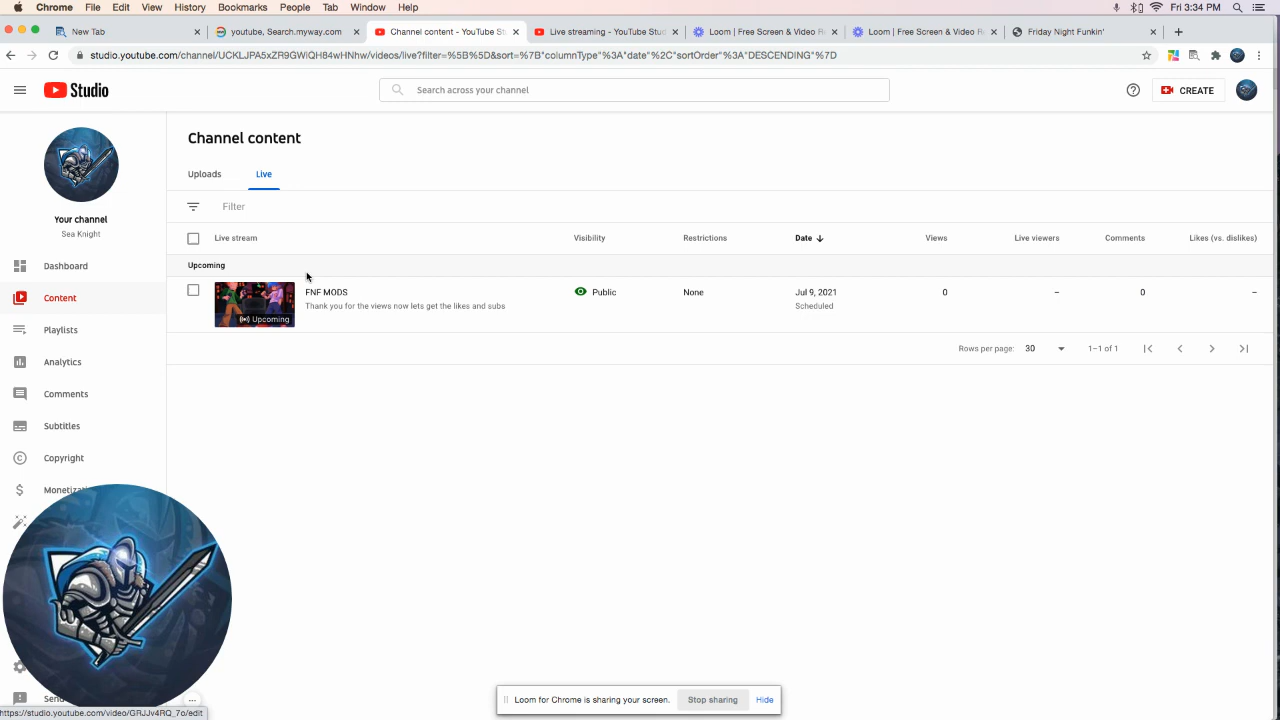 Chrome File Edit View History Bookmarks People Tab Window Help Fri 3:34 PM
New Tab youtube, Search.myway.com Channel content - YouTube St Live streaming - YouTube Stud Loom | Free Screen & Video Re Loom | Free Screen & Video Re Friday Night Funkin'
studio.youtube.com/channel/UCKLJPA5xZR9GWiQH84wHNhw/videos/live?filter=%5B%5D&sort=%7B"columnType"%3A"date"%2C"sortOrder"%3A"DESCENDING"%7D
Studio Search across your channel CREATE
Channel content
Uploads Live
Your channel
Sea Knight
Filter
Live stream Visibility Restrictions Date Views Live viewers Comments Likes (vs. dislikes)
Upcoming
FNF MODS Public None Jul 9, 2021 0 – 0 –
Thank you for the views now lets get the likes and subs Scheduled
Upcoming
Rows per page: 30 1–1 of 1
Dashboard
Content
Playlists
Analytics
Comments
Subtitles
Copyright
Monetiza
Send
...
Loom for Chrome is sharing your screen. Stop sharing Hide
https://studio.youtube.com/video/GRJJv4RQ_7o/edit